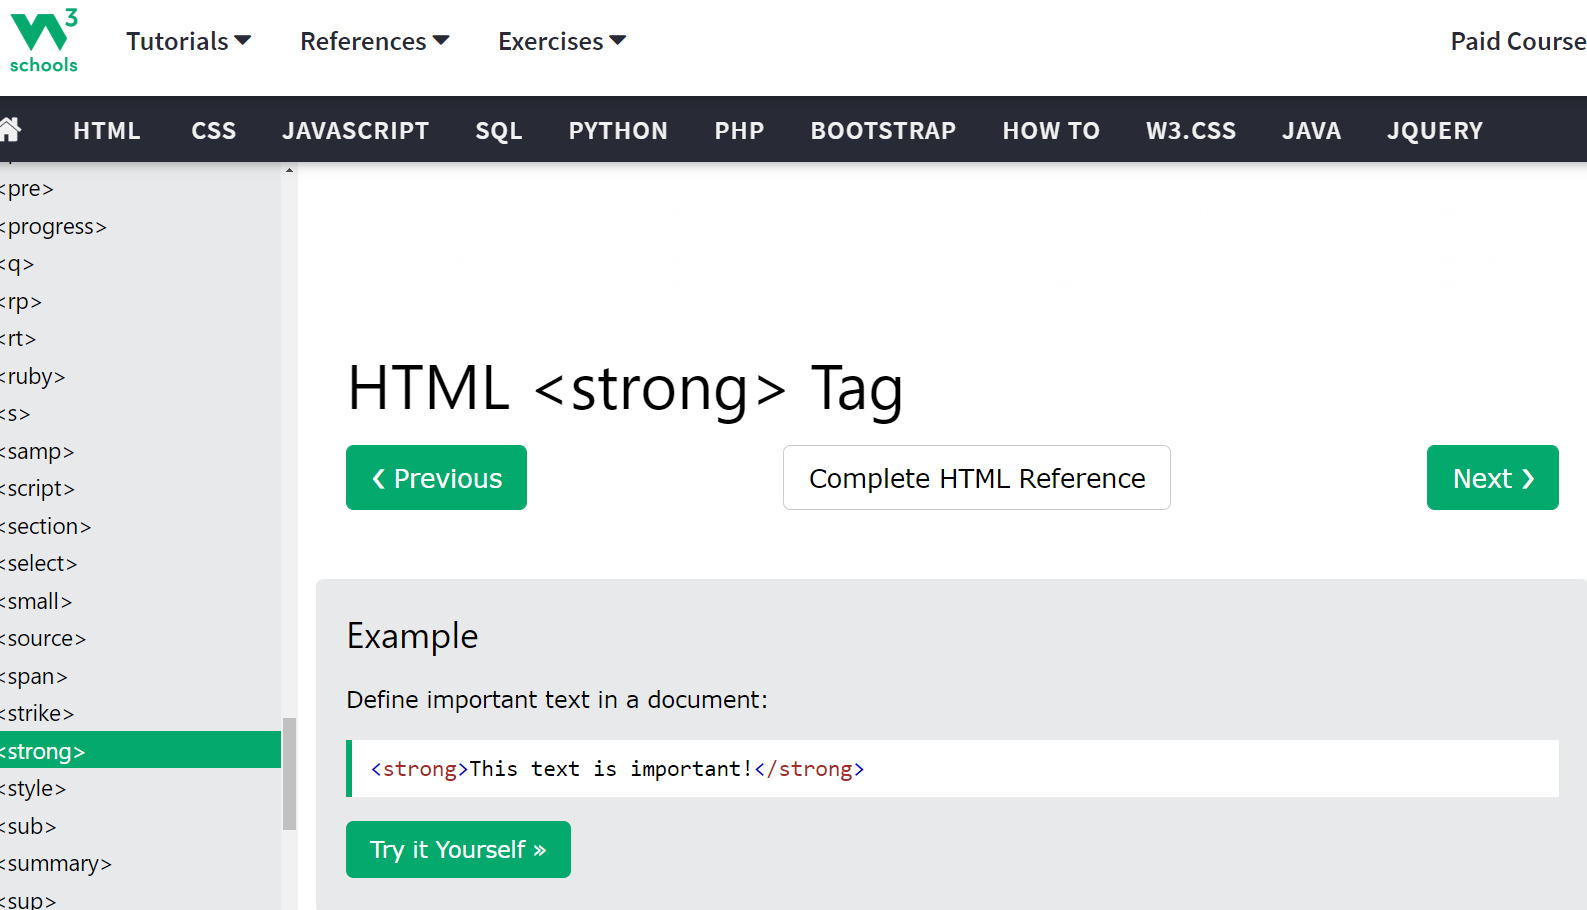 W3 schools
Tutorials References Exercises Paid Course
HTML CSS JAVASCRIPT SQL PYTHON PHP BOOTSTRAP HOW TO W3.CSS JAVA JQUERY
<pre>
<progress>
<q>
<rp>
<rt>
<ruby>
<s>
<samp>
<script>
<section>
<select>
<small>
<source>
<span>
<strike>
<strong>
<style>
<sub>
<summary>
<sup>
HTML <strong> Tag
❮ Previous
Complete HTML Reference
Next ❯
Example
Define important text in a document:
<strong>This text is important!</strong>
Try it Yourself »